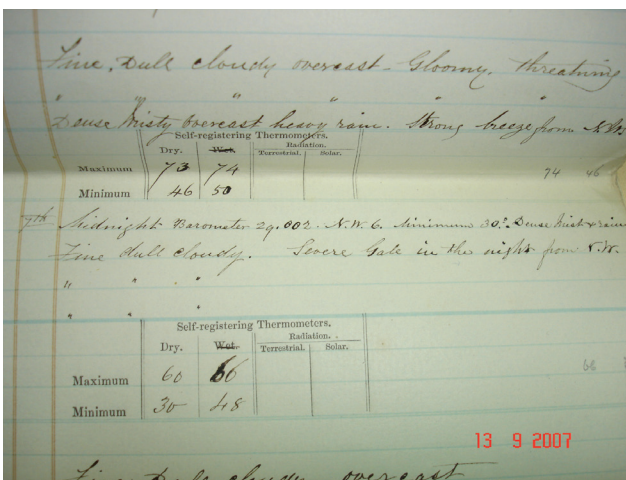 Fine, Dull cloudy overcast - Gloomy. threatning
" " " " "
Dense Misty overcast heavy rain. Strong breeze from N.W.
Self-registering Thermometers.
Dry. Wet. Radiation.
Terrestrial. Solar.
Maximum 73 74
74 46
Minimum 46 50
7th Midnight Barometer 29.002. N.W. 6. Minimum 30°. Dense Mist & rain
Fine dull cloudy. Severe Gale in the night from N.W.
" " "
" " "
Self-registering Thermometers.
Dry. Wet. Radiation.
Terrestrial. Solar.
Maximum 60 66
68
Minimum 30 48
13 9 2007
Fine Dull cloudy overcast